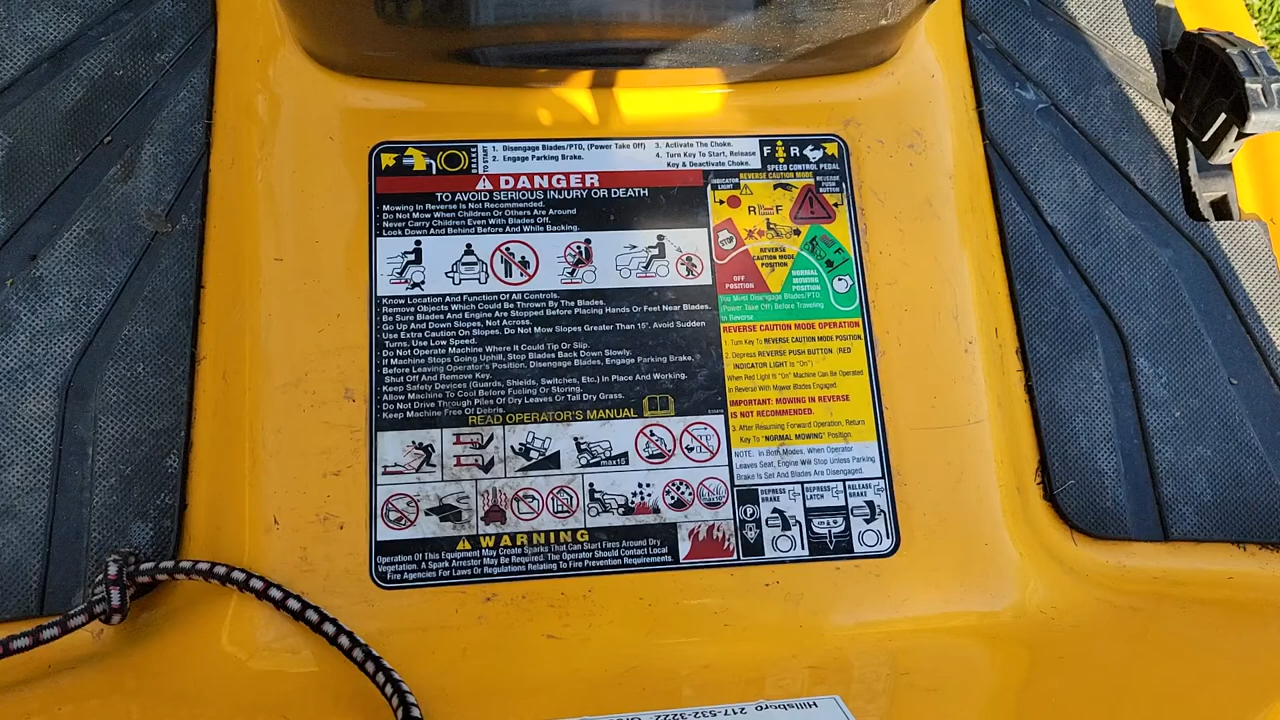 BRAKE
TO START
1. Disengage Blades/PTO, (Power Take Off)
2. Engage Parking Brake.
3. Activate The Choke.
4. Turn Key To Start, Release
Key & Deactivate Choke.
F R
SPEED CONTROL PEDAL
DANGER
TO AVOID SERIOUS INJURY OR DEATH
· Mowing In Reverse Is Not Recommended.
· Do Not Mow When Children Or Others Are Around
· Never Carry Children Even With Blades Off.
· Look Down And Behind Before And While Backing.
· Know Location And Function Of All Controls.
· Remove Objects Which Could Be Thrown By The Blades.
· Be Sure Blades And Engine Are Stopped Before Placing Hands Or Feet Near Blades.
· Go Up And Down Slopes, Not Across.
· Use Extra Caution On Slopes. Do Not Mow Slopes Greater Than 15°. Avoid Sudden
Turns. Use Low Speed.
· Do Not Operate Machine Where It Could Tip Or Slip.
· If Machine Stops Going Uphill, Stop Blades Back Down Slowly.
· Before Leaving Operator's Position, Disengage Blades, Engage Parking Brake,
Shut Off And Remove Key.
· Keep Safety Devices (Guards, Shields, Switches, Etc.) In Place And Working.
· Allow Machine To Cool Before Fueling Or Storing.
· Do Not Drive Through Piles Of Dry Leaves Or Tall Dry Grass.
· Keep Machine Free Of Debris.
READ OPERATOR'S MANUAL
max15°
max10°
WARNING
Operation Of This Equipment May Create Sparks That Can Start Fires Around Dry
Vegetation. A Spark Arrester May Be Required. The Operator Should Contact Local
Fire Agencies For Laws Or Regulations Relating To Fire Prevention Requirements.
REVERSE CAUTION MODE
INDICATOR
LIGHT
REVERSE
PUSH
BUTTON
R F
STOP
REVERSE
CAUTION MODE
POSITION
F
OFF
POSITION
NORMAL
MOWING
POSITION
You Must Disengage Blades/PTO,
(Power Take Off) Before Traveling
In Reverse
REVERSE CAUTION MODE OPERATION
1. Turn Key To REVERSE CAUTION MODE POSITION.
2. Depress REVERSE PUSH BUTTON. (RED
INDICATOR LIGHT Is "On")
When Red Light Is "On" Machine Can Be Operated
In Reverse With Mower Blades Engaged.
IMPORTANT: MOWING IN REVERSE
IS NOT RECOMMENDED.
3. After Resuming Forward Operation, Return
Key To "NORMAL MOWING" Position.
NOTE: In Both Modes, When Operator
Leaves Seat, Engine Will Stop Unless Parking
Brake Is Set And Blades Are Disengaged.
P
DEPRESS
BRAKE
DEPRESS
LATCH
RELEASE
BRAKE
Hillsboro 217-532-3222